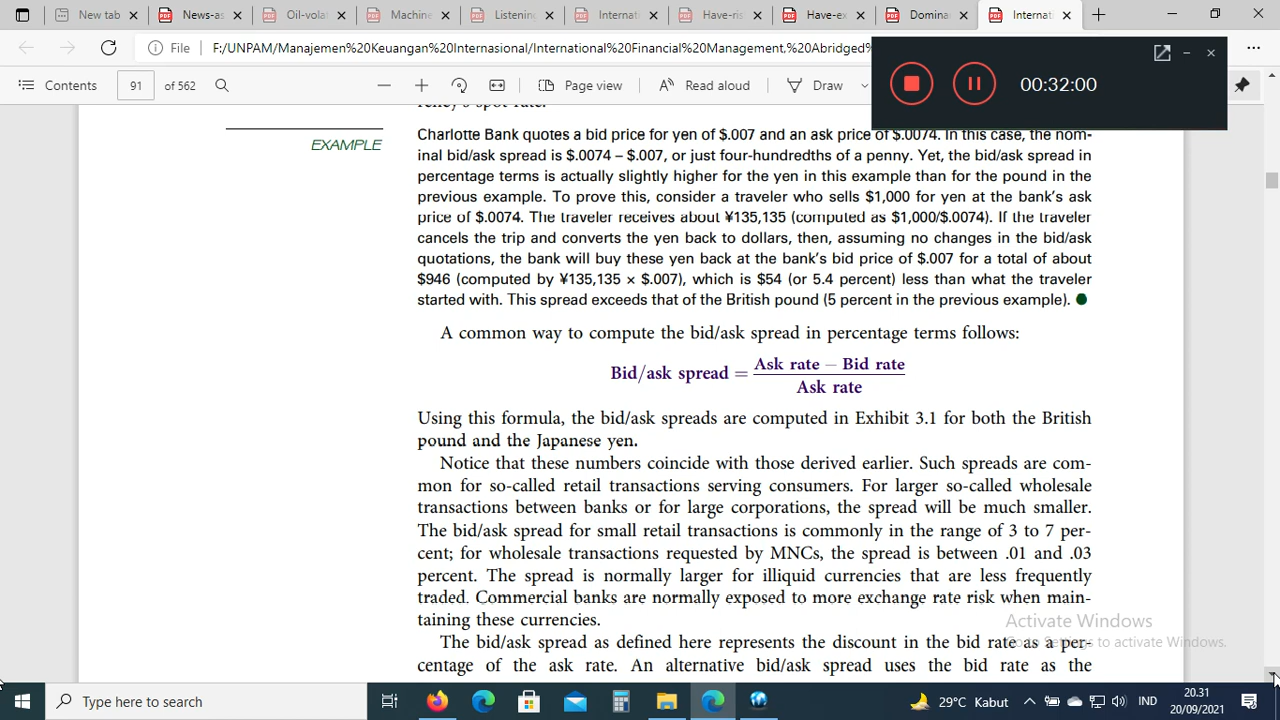 New tab
News-as
Oil-vola
Machine
Listening
Internat
Have-ris
Have-ex
Domina
Internat
File
F:/UNPAM/Manajemen%20Keuangan%20Internasional/International%20Financial%20Management,%20Abridged%
00:32:00
Contents
91
of 562
Page view
Read aloud
Draw
rency's spot rate.
EXAMPLE
Charlotte Bank quotes a bid price for yen of $.007 and an ask price of $.0074. In this case, the nom-
inal bid/ask spread is $.0074 – $.007, or just four-hundredths of a penny. Yet, the bid/ask spread in
percentage terms is actually slightly higher for the yen in this example than for the pound in the
previous example. To prove this, consider a traveler who sells $1,000 for yen at the bank's ask
price of $.0074. The traveler receives about ¥135,135 (computed as $1,000/$.0074). If the traveler
cancels the trip and converts the yen back to dollars, then, assuming no changes in the bid/ask
quotations, the bank will buy these yen back at the bank's bid price of $.007 for a total of about
$946 (computed by ¥135,135 × $.007), which is $54 (or 5.4 percent) less than what the traveler
started with. This spread exceeds that of the British pound (5 percent in the previous example).
A common way to compute the bid/ask spread in percentage terms follows:
Bid/ask spread = Ask rate − Bid rate
Ask rate
Using this formula, the bid/ask spreads are computed in Exhibit 3.1 for both the British
pound and the Japanese yen.
Notice that these numbers coincide with those derived earlier. Such spreads are com-
mon for so-called retail transactions serving consumers. For larger so-called wholesale
transactions between banks or for large corporations, the spread will be much smaller.
The bid/ask spread for small retail transactions is commonly in the range of 3 to 7 per-
cent; for wholesale transactions requested by MNCs, the spread is between .01 and .03
percent. The spread is normally larger for illiquid currencies that are less frequently
traded. Commercial banks are normally exposed to more exchange rate risk when main-
taining these currencies.
Activate Windows
Go to Settings to activate Windows.
The bid/ask spread as defined here represents the discount in the bid rate as a per-
centage of the ask rate. An alternative bid/ask spread uses the bid rate as the
Type here to search
29°C Kabut
IND
20.31
20/09/2021